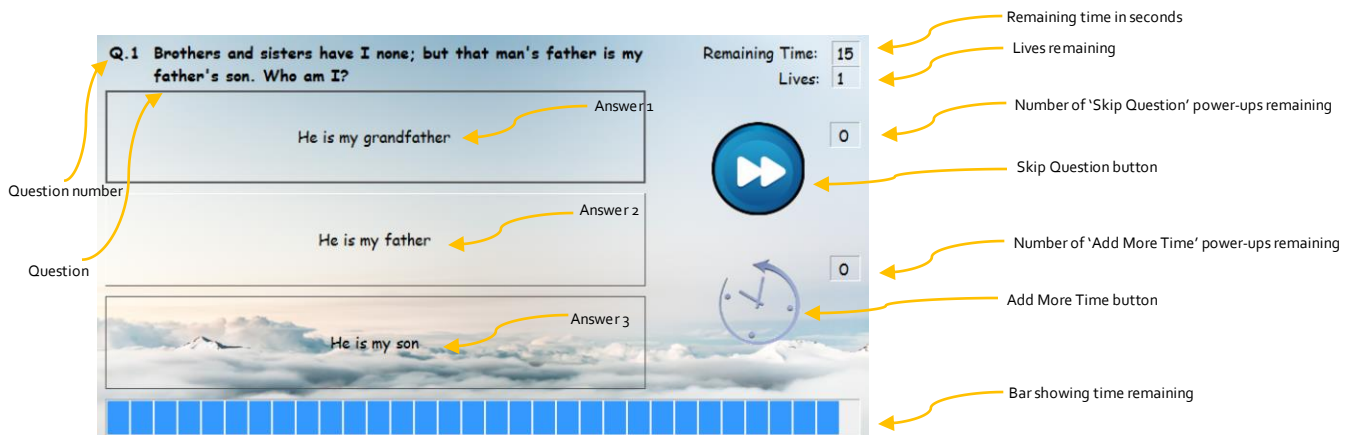 Remaining time in seconds
Q.1 Brothers and sisters have I none; but that man's father is my
father's son. Who am I?
Remaining Time: 15
Lives remaining
Lives: 1
Answer 1
Number of ‘Skip Question’ power-ups remaining
0
He is my grandfather
Skip Question button
Question number
Answer 2
He is my father
Number of ‘Add More Time’ power-ups remaining
0
Question
Add More Time button
Answer 3
He is my son
Bar showing time remaining